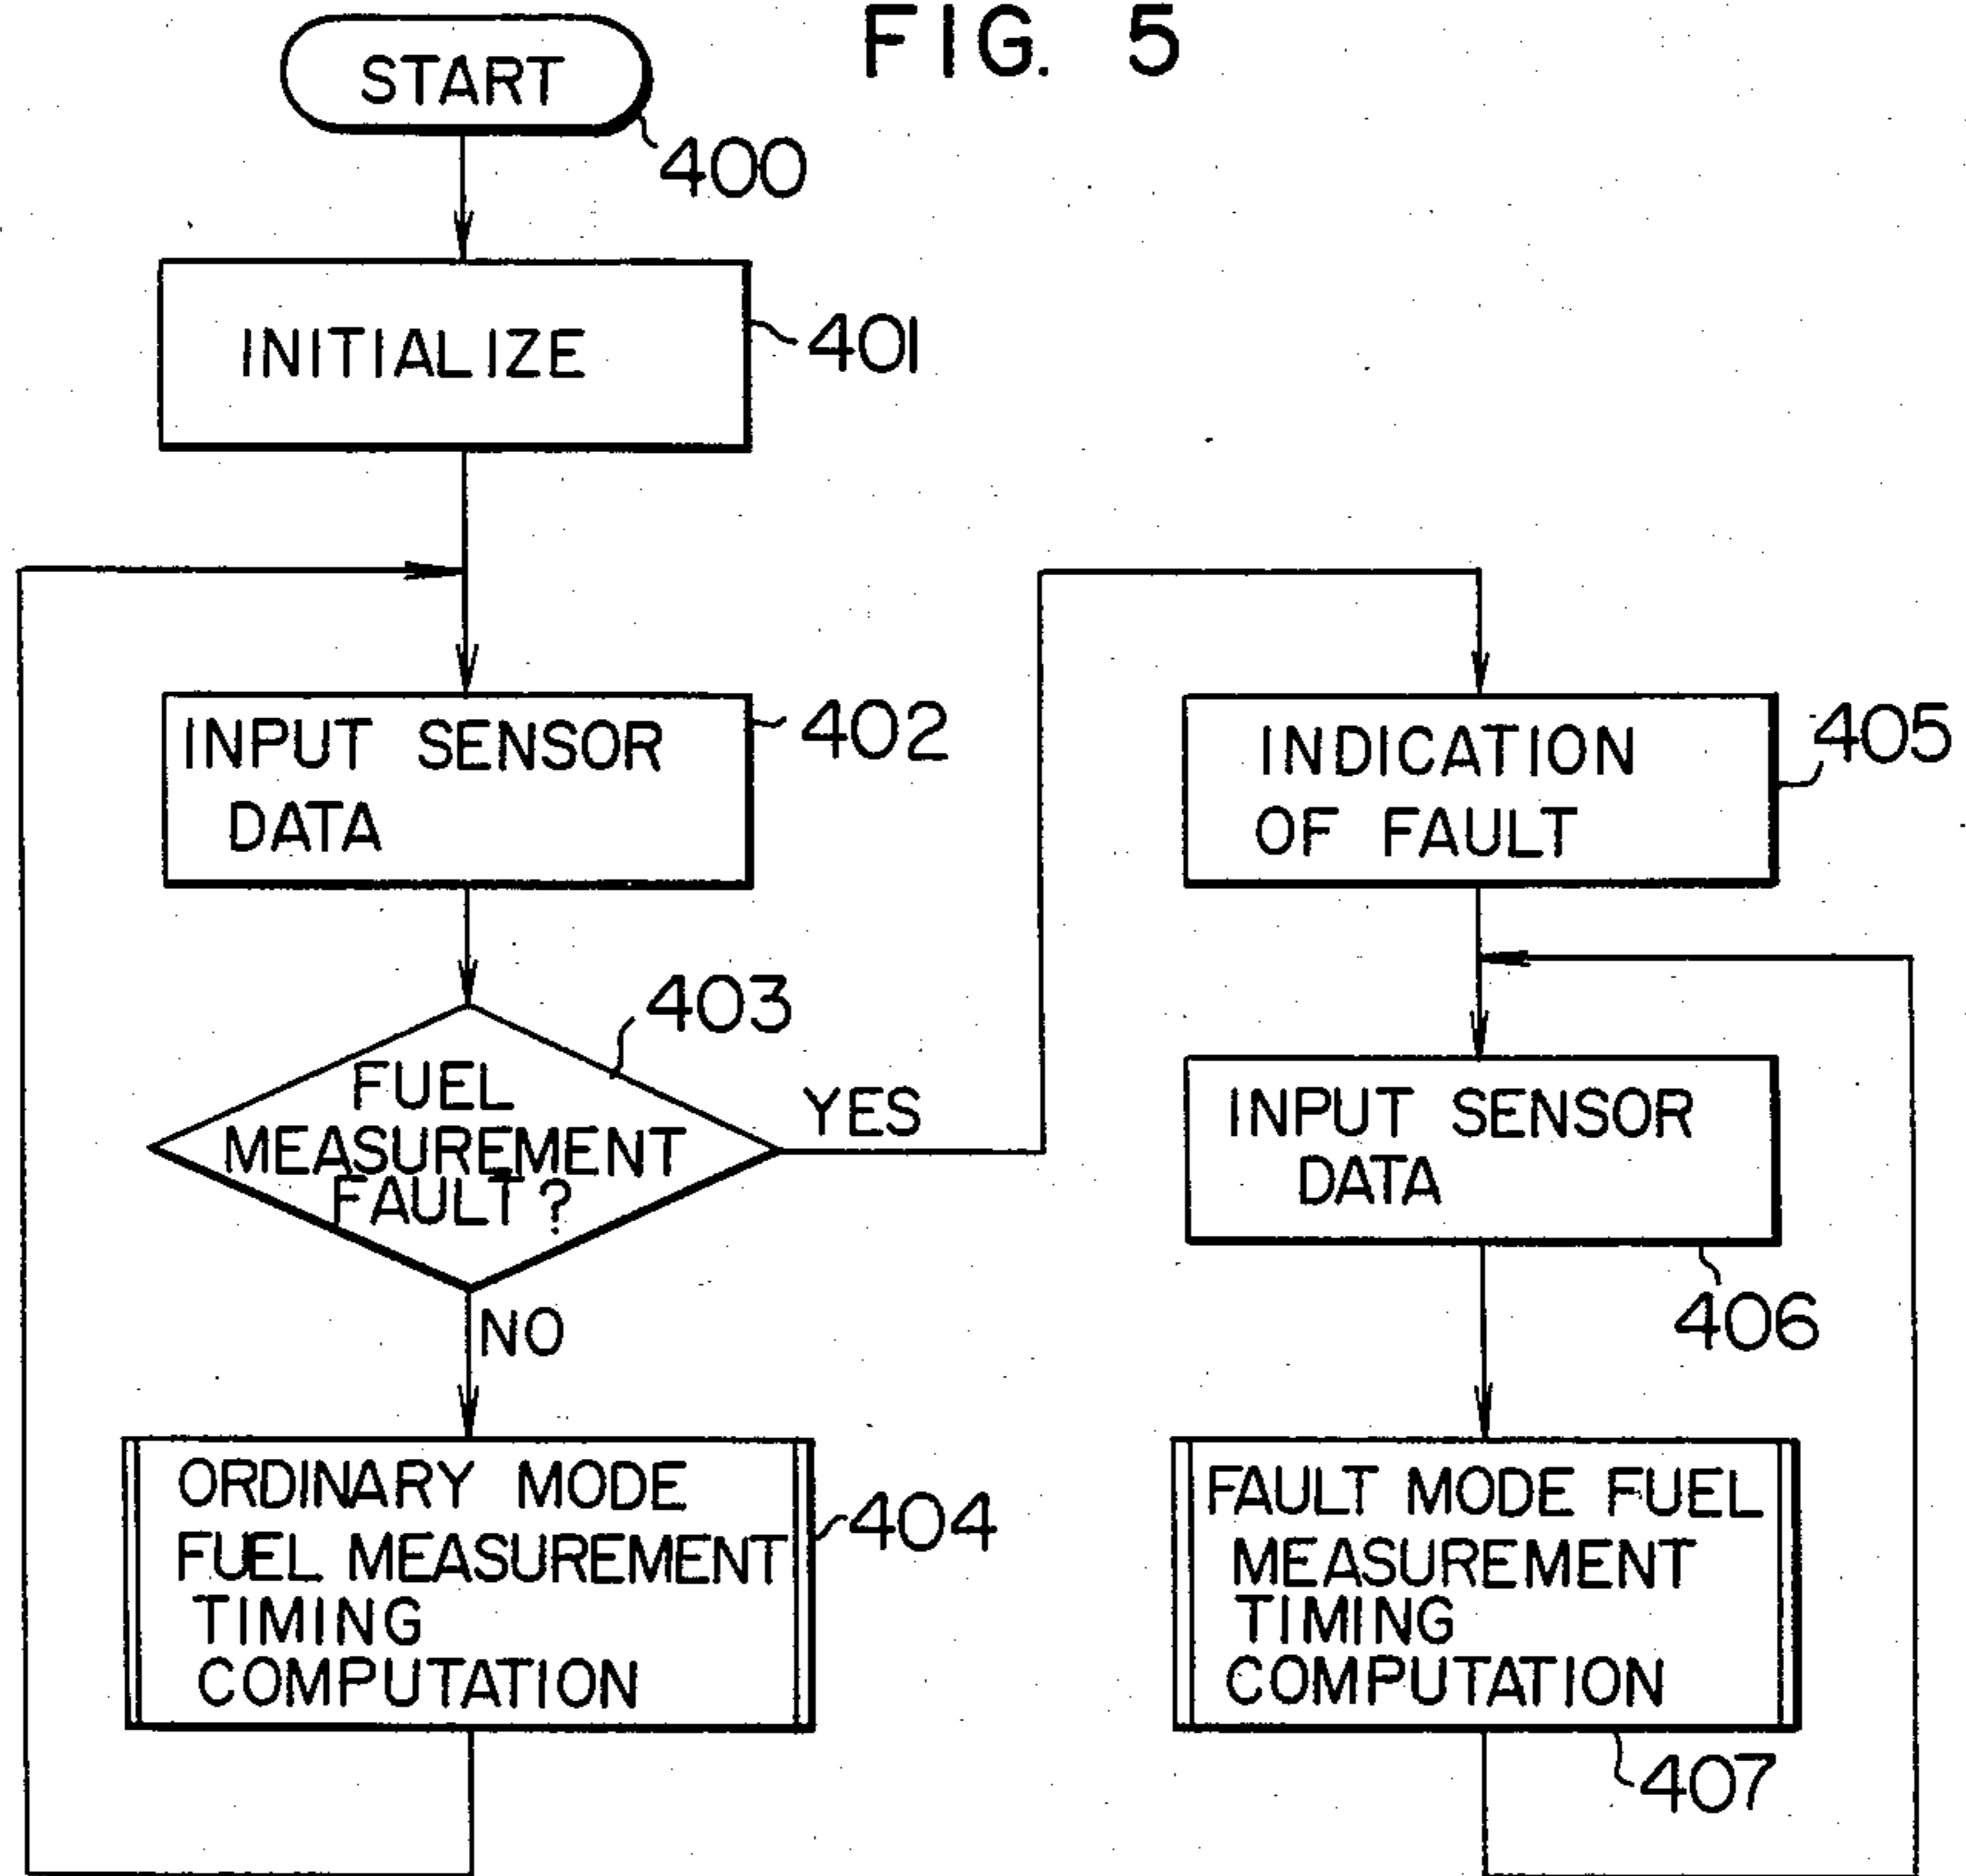 FIG. 5
START
400
INITIALIZE
401
INPUT SENSOR
DATA
402
403
FUEL
MEASUREMENT
FAULT?
YES
NO
ORDINARY MODE
FUEL MEASUREMENT
TIMING
COMPUTATION
404
INDICATION
OF FAULT
405
INPUT SENSOR
DATA
406
FAULT MODE FUEL
MEASUREMENT
TIMING
COMPUTATION
407